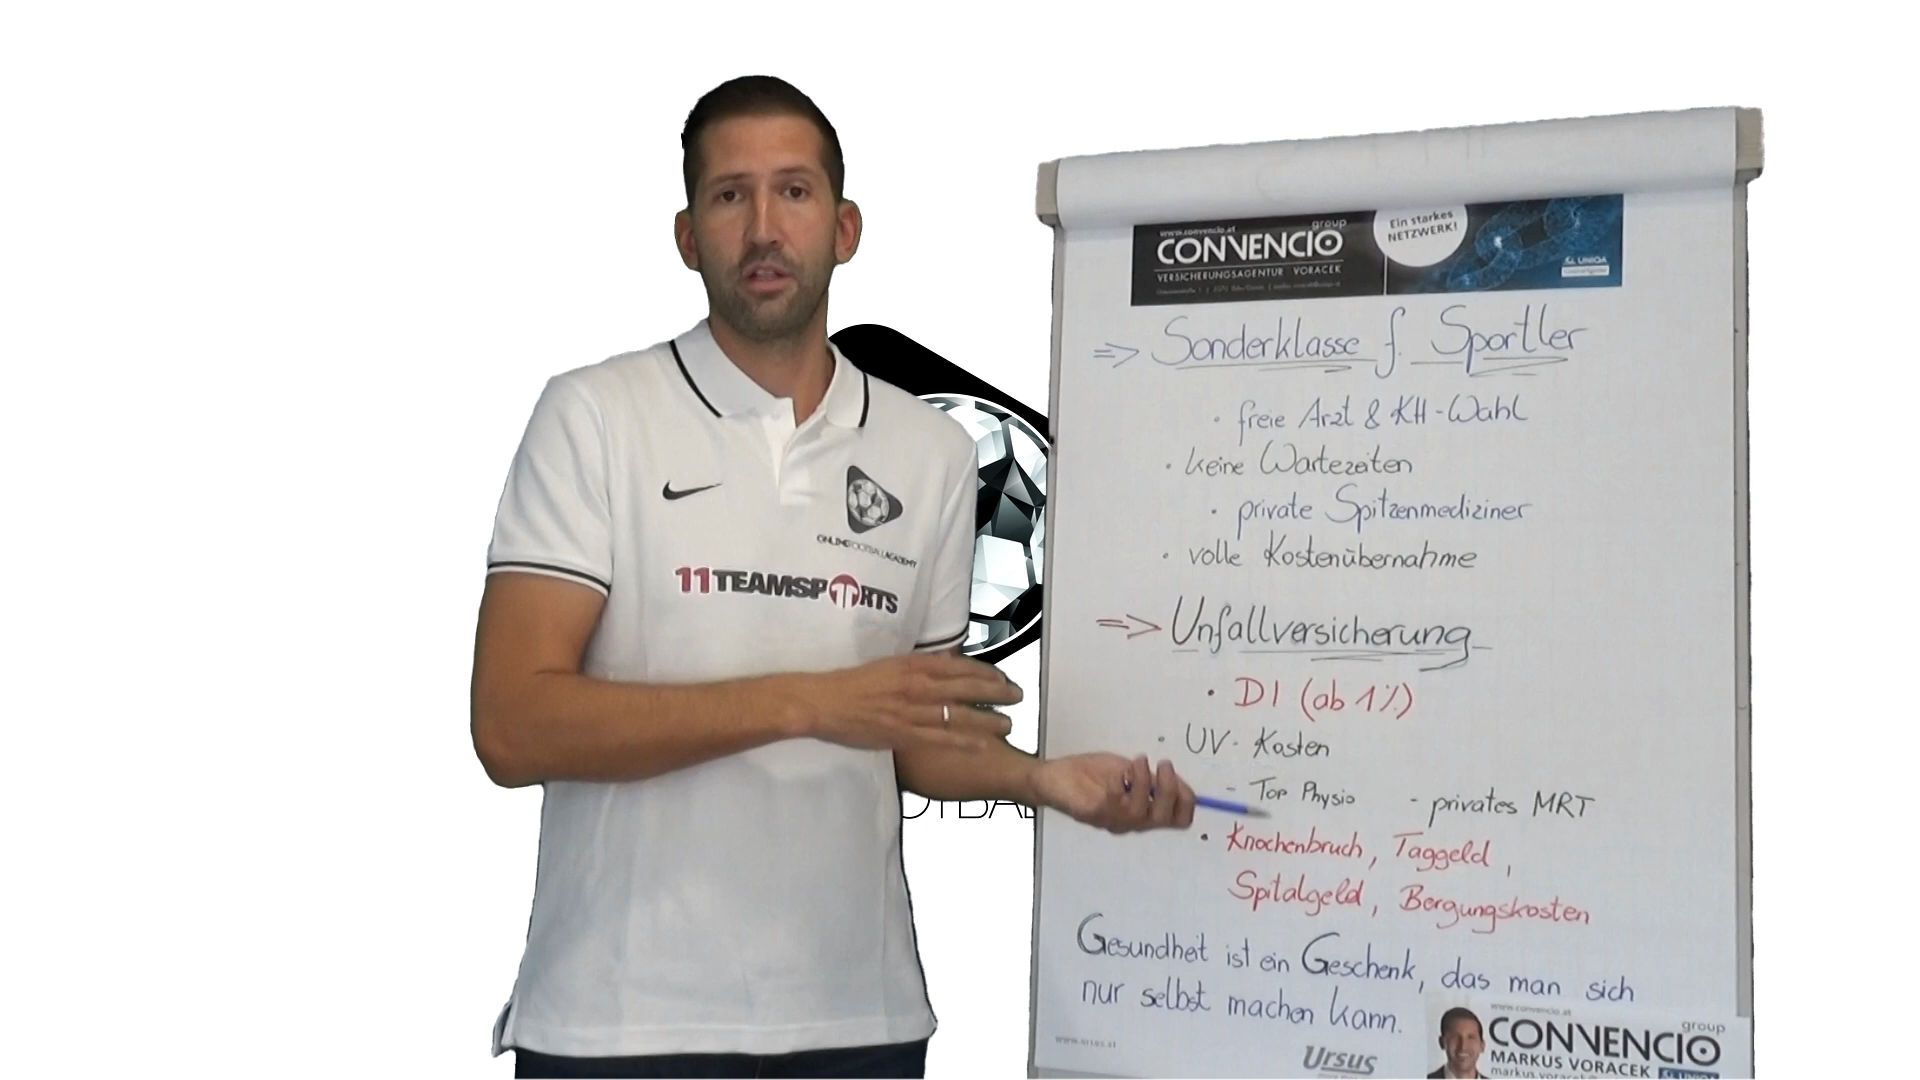 www.convencio.at
group
CONVENCIO
VERSICHERUNGSAGENTUR VORACEK
Ein starkes
NETZWERK!
UNIQA
=> Sonderklasse f. Sportler
• freie Arzt & KH-Wahl
• keine Wartezeiten
• private Spitzenmediziner
• volle Kostenübernahme
=> Unfallversicherung
• DI (ab 1%)
• UV-Kosten
- Top Physio - privates MRT
• Knochenbruch, Taggeld,
Spitalgeld, Bergungskosten
Gesundheit ist ein Geschenk, das man sich
nur selbst machen kann.
www.ursus.at
Ursus
www.convencio.at
group
CONVENCIO
MARKUS VORACEK
UNIQA
ONLINEFOOTBALLACADEMY
11TEAMSPORTS
OTBAL